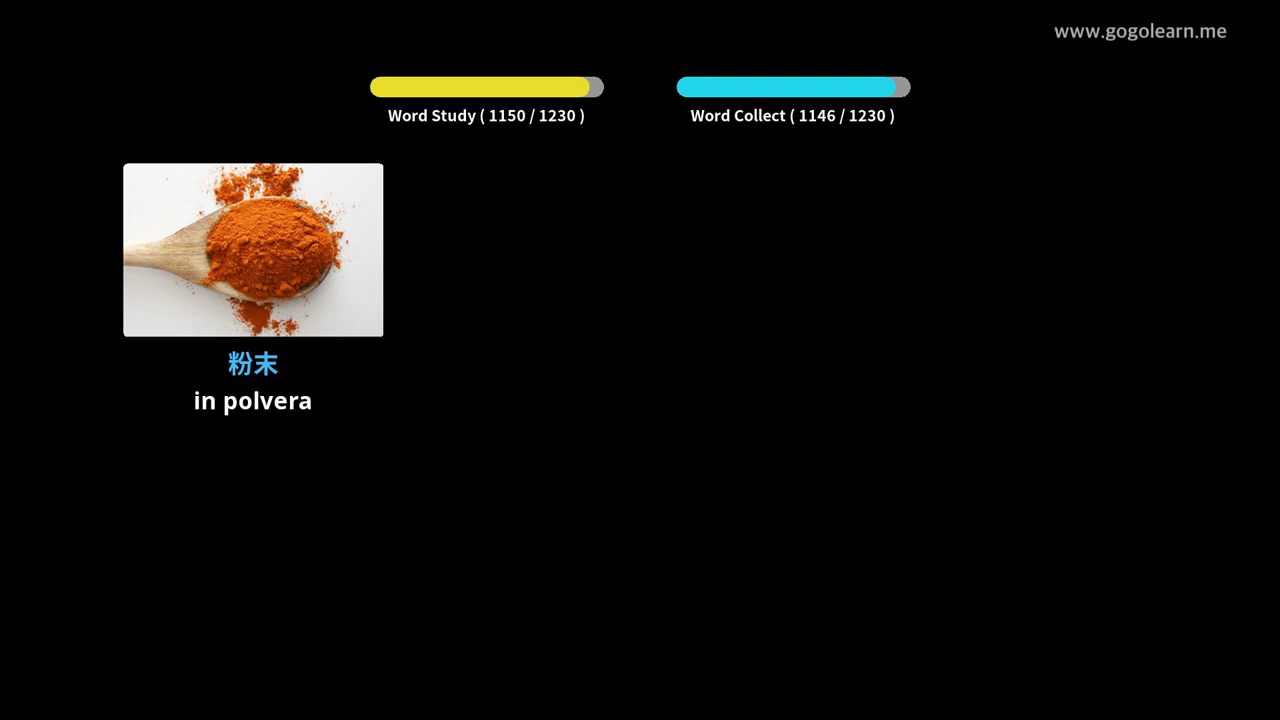 www.gogolearn.me
Word Study ( 1150 / 1230 )
Word Collect ( 1146 / 1230 )
粉末
in polvera